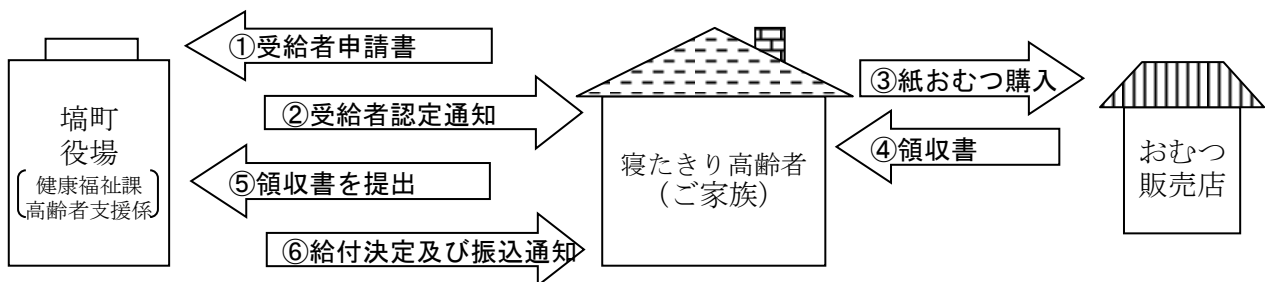 ①受給者申請書
②受給者認定通知
③紙おむつ購入
④領収書
⑤領収書を提出
⑥給付決定及び振込通知
塙町
役場
健康福祉課
高齢者支援係
寝たきり高齢者
(ご家族)
おむつ
販売店